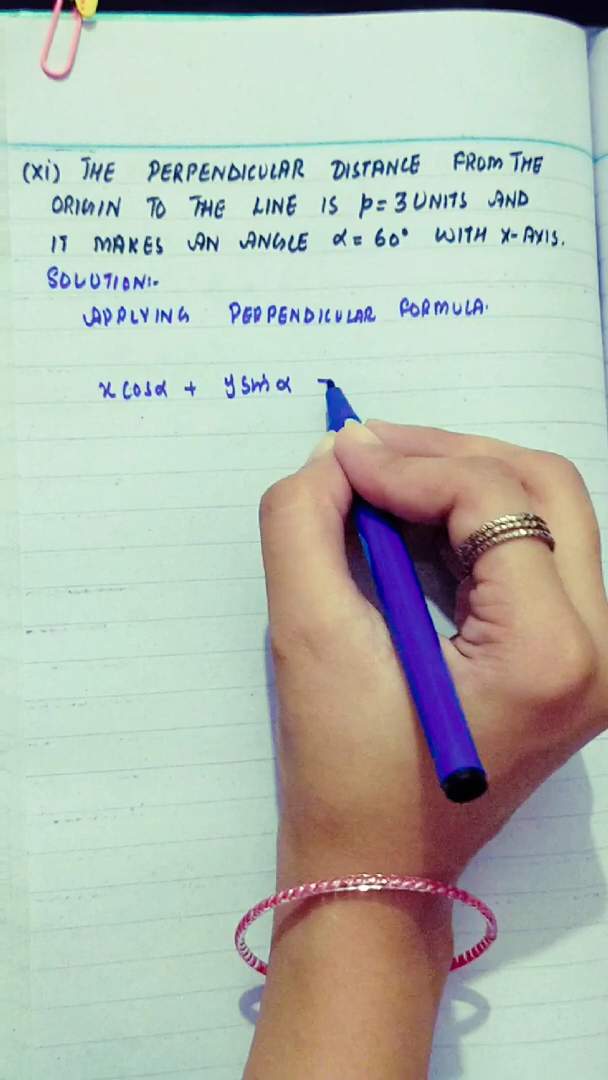 (xi) THE PERPENDICULAR DISTANCE FROM THE
ORIGIN TO THE LINE IS p = 3 UNITS AND
IT MAKES AN ANGLE α = 60° WITH X-AXIS.
SOLUTION:-
APPLYING PERPENDICULAR FORMULA.
x cosα + y sinα =